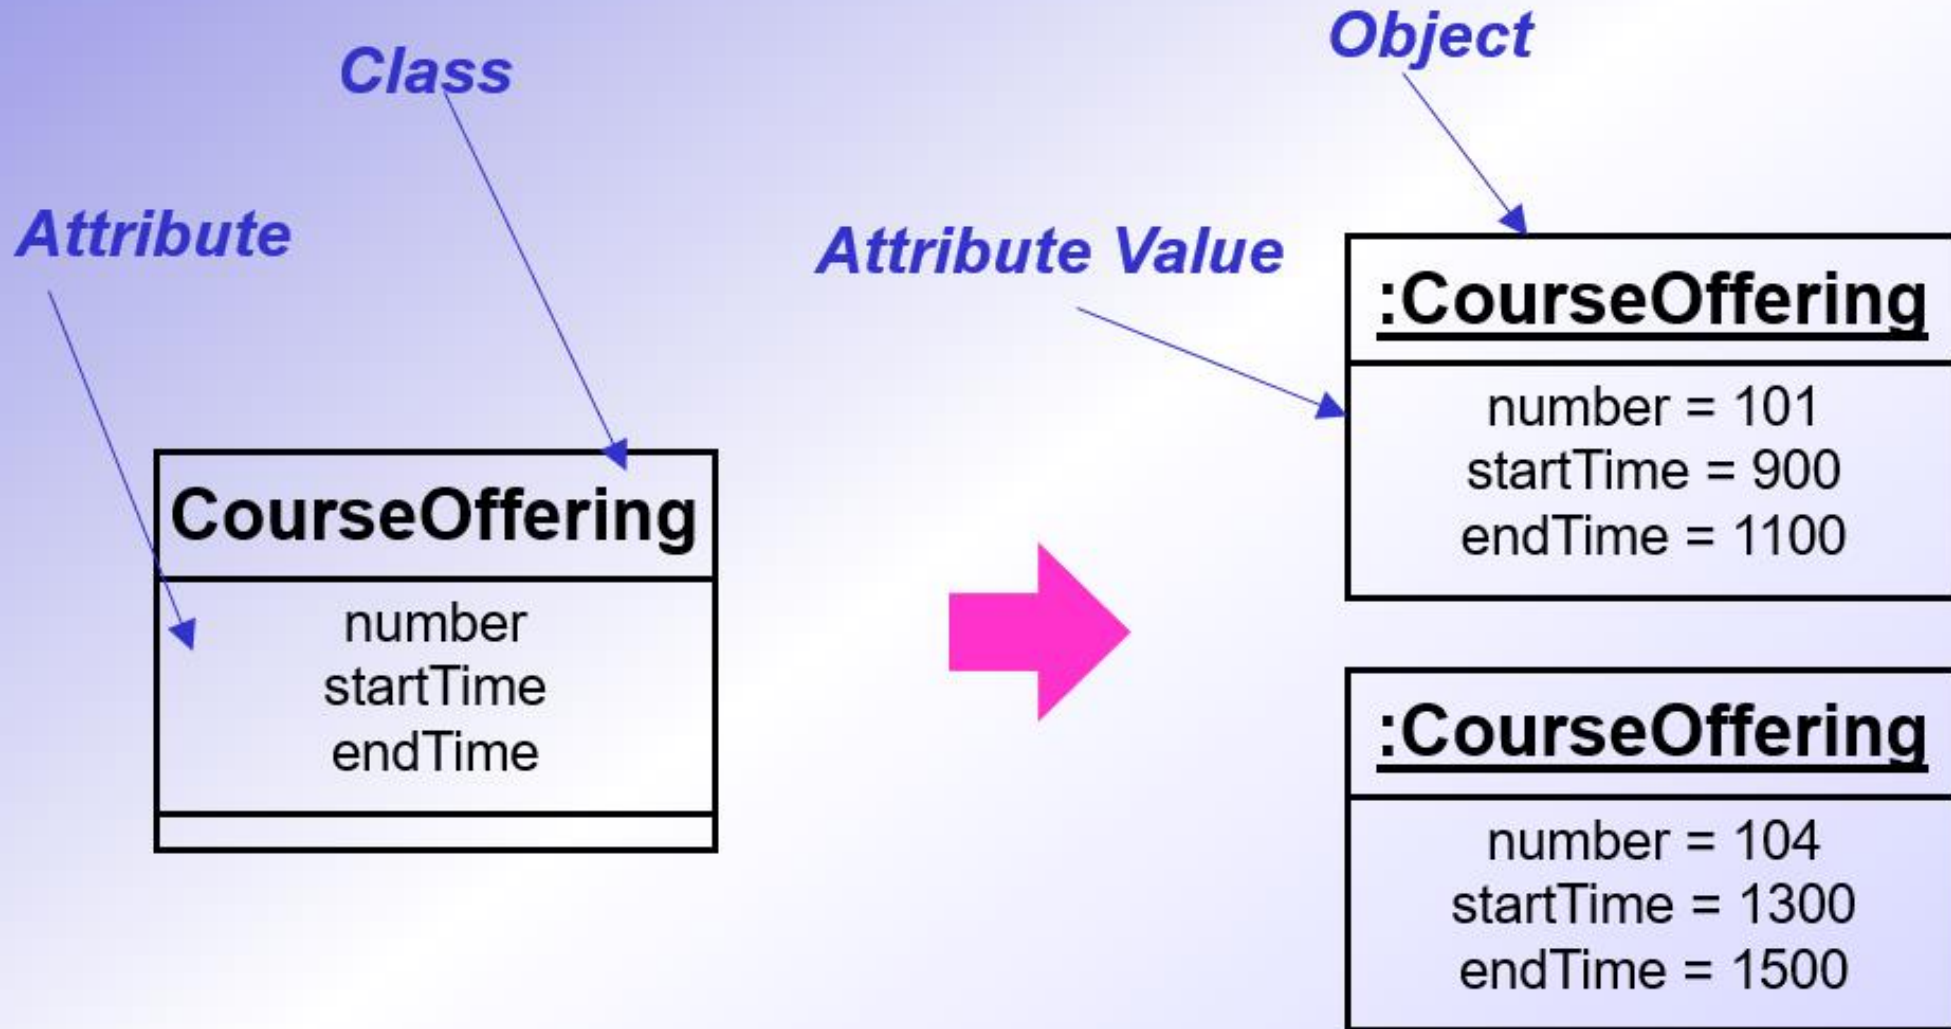 Class
Attribute
CourseOffering
number
startTime
endTime
Object
Attribute Value
:CourseOffering
number = 101
startTime = 900
endTime = 1100
:CourseOffering
number = 104
startTime = 1300
endTime = 1500